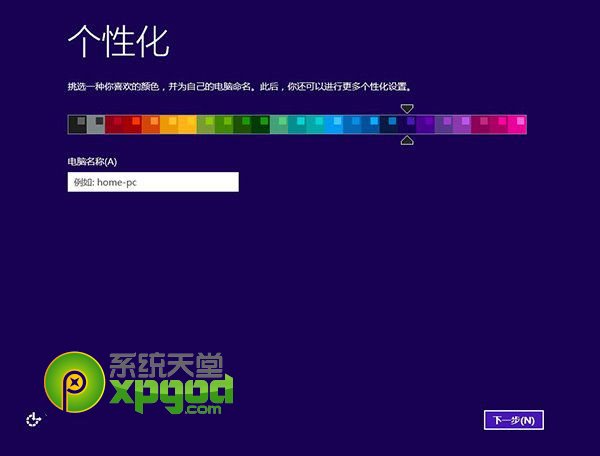 个性化
挑选一种你喜欢的颜色，并为自己的电脑命名。此后，你还可以进行更多个性化设置。
电脑名称(A)
例如: home-pc
系统天堂
xpgod
.com
下一步(N)